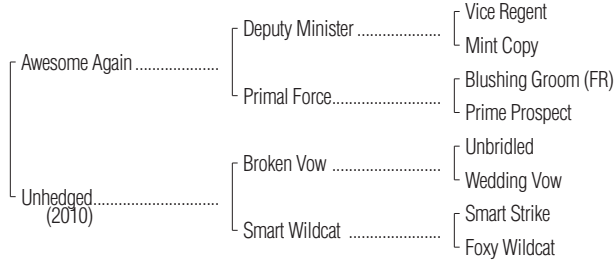 Vice Regent
Deputy Minister ....................
Mint Copy
Awesome Again ....................
Blushing Groom (FR)
Primal Force..........................
Prime Prospect
Unbridled
Broken Vow ..........................
Wedding Vow
Unhedged..............................
(2010)
Smart Strike
Smart Wildcat ......................
Foxy Wildcat